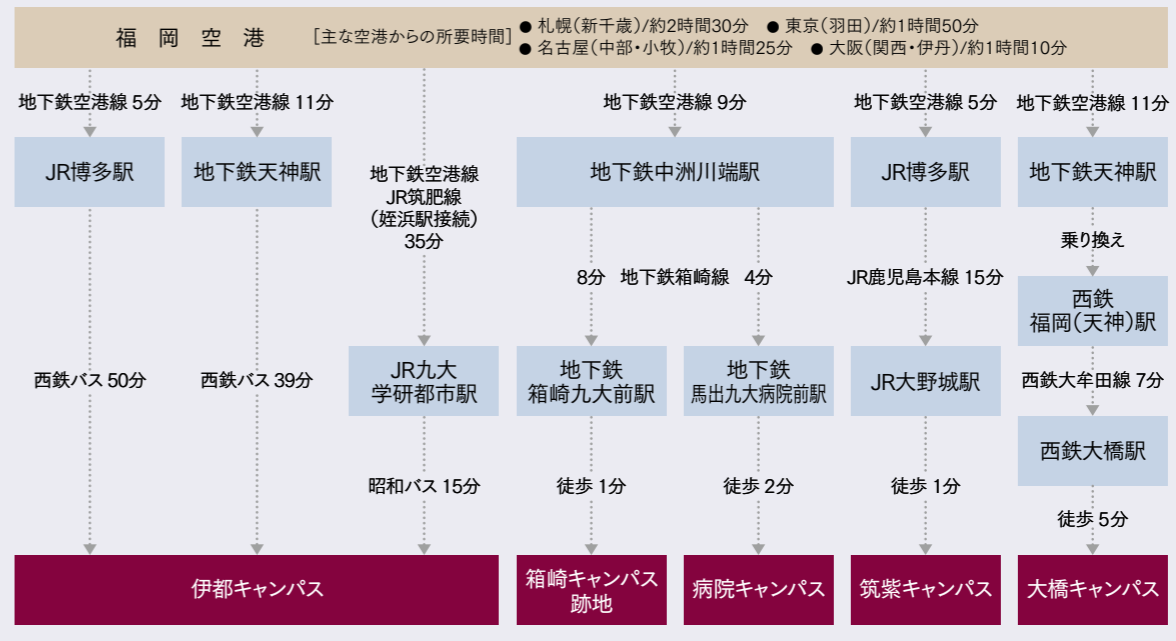 福岡空港 [主な空港からの所要時間] ● 札幌(新千歳)/約2時間30分 ● 東京(羽田)/約1時間50分
● 名古屋(中部・小牧)/約1時間25分 ● 大阪(関西・伊丹)/約1時間10分
地下鉄空港線 5分
地下鉄空港線 11分
地下鉄空港線 9分
地下鉄空港線 5分
地下鉄空港線 11分
JR博多駅
地下鉄天神駅
地下鉄空港線
JR筑肥線
(姪浜駅接続)
35分
地下鉄中洲川端駅
JR博多駅
地下鉄天神駅
乗り換え
8分 地下鉄箱崎線 4分
JR鹿児島本線 15分
西鉄
福岡(天神)駅
西鉄バス 50分
西鉄バス 39分
JR九大
学研都市駅
地下鉄
箱崎九大前駅
地下鉄
馬出九大病院前駅
JR大野城駅
西鉄大牟田線 7分
西鉄大橋駅
昭和バス 15分
徒歩 1分
徒歩 2分
徒歩 1分
徒歩 5分
伊都キャンパス
箱崎キャンパス
跡地
病院キャンパス
筑紫キャンパス
大橋キャンパス